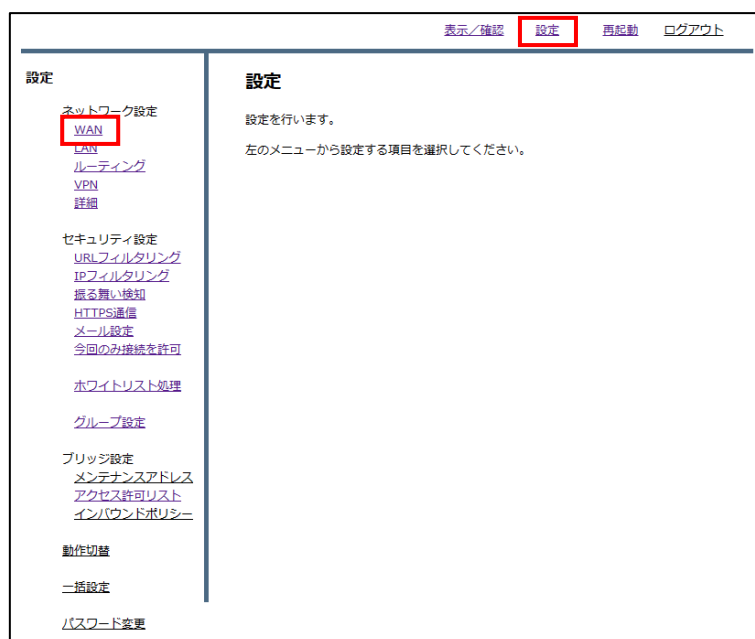 表示／確認 設定 再起動 ログアウト
設定
ネットワーク設定
WAN
LAN
ルーティング
VPN
詳細
セキュリティ設定
URLフィルタリング
IPフィルタリング
振る舞い検知
HTTPS通信
メール設定
今回のみ接続を許可
ホワイトリスト処理
グループ設定
ブリッジ設定
メンテナンスアドレス
アクセス許可リスト
インバウンドポリシー
動作切替
一括設定
パスワード変更
設定
設定を行います。
左のメニューから設定する項目を選択してください。